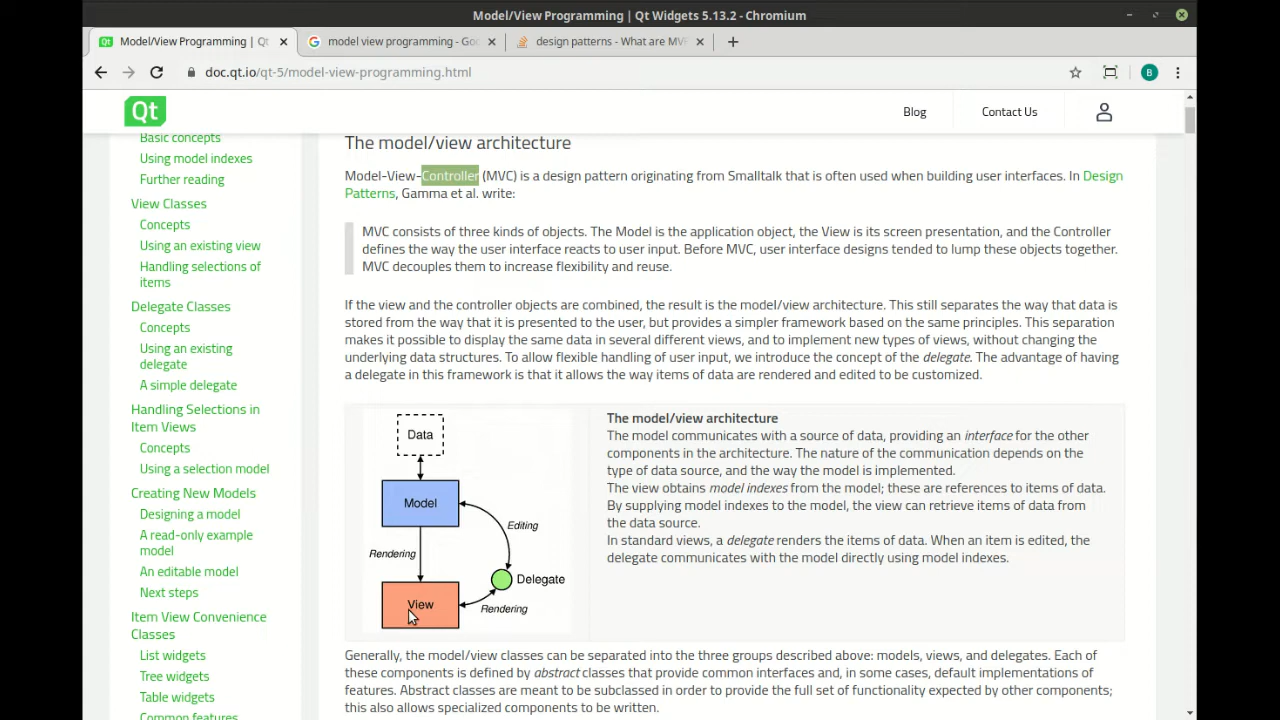 Model/View Programming | Qt Widgets 5.13.2 - Chromium
Model/View Programming | Qt
model view programming - Goo
design patterns - What are MV
doc.qt.io/qt-5/model-view-programming.html
B
Qt
Blog
Contact Us
Basic concepts
Using model indexes
Further reading
View Classes
Concepts
Using an existing view
Handling selections of
items
Delegate Classes
Concepts
Using an existing
delegate
A simple delegate
Handling Selections in
Item Views
Concepts
Using a selection model
Creating New Models
Designing a model
A read-only example
model
An editable model
Next steps
Item View Convenience
Classes
List widgets
Tree widgets
Table widgets
Common features
The model/view architecture
Model-View-Controller (MVC) is a design pattern originating from Smalltalk that is often used when building user interfaces. In Design
Patterns, Gamma et al. write:
MVC consists of three kinds of objects. The Model is the application object, the View is its screen presentation, and the Controller
defines the way the user interface reacts to user input. Before MVC, user interface designs tended to lump these objects together.
MVC decouples them to increase flexibility and reuse.
If the view and the controller objects are combined, the result is the model/view architecture. This still separates the way that data is
stored from the way that it is presented to the user, but provides a simpler framework based on the same principles. This separation
makes it possible to display the same data in several different views, and to implement new types of views, without changing the
underlying data structures. To allow flexible handling of user input, we introduce the concept of the delegate. The advantage of having
a delegate in this framework is that it allows the way items of data are rendered and edited to be customized.
Data
Model
Editing
Rendering
Delegate
View
Rendering
The model/view architecture
The model communicates with a source of data, providing an interface for the other
components in the architecture. The nature of the communication depends on the
type of data source, and the way the model is implemented.
The view obtains model indexes from the model; these are references to items of data.
By supplying model indexes to the model, the view can retrieve items of data from
the data source.
In standard views, a delegate renders the items of data. When an item is edited, the
delegate communicates with the model directly using model indexes.
Generally, the model/view classes can be separated into the three groups described above: models, views, and delegates. Each of
these components is defined by abstract classes that provide common interfaces and, in some cases, default implementations of
features. Abstract classes are meant to be subclassed in order to provide the full set of functionality expected by other components;
this also allows specialized components to be written.